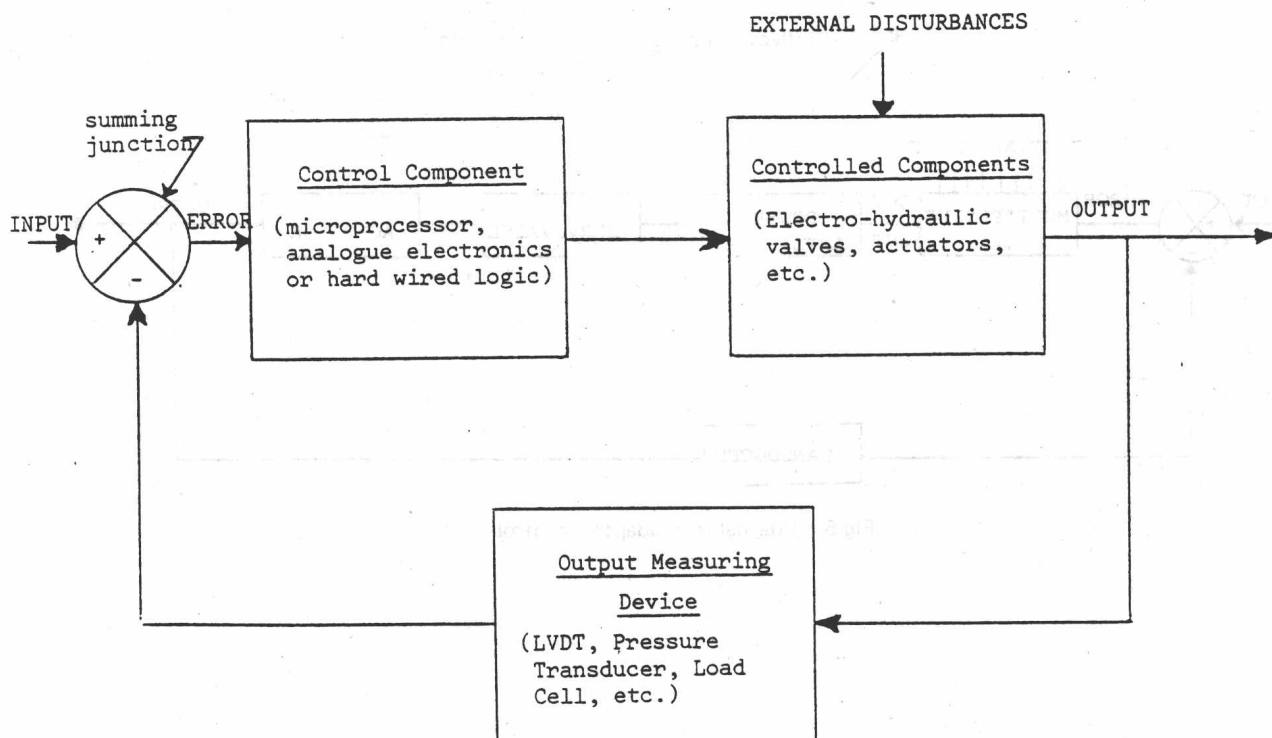 EXTERNAL DISTURBANCES
summing
junction
INPUT
+
-
ERROR
Control Component
(microprocessor,
analogue electronics
or hard wired logic)
Controlled Components
(Electro-hydraulic
valves, actuators,
etc.)
OUTPUT
Output Measuring
Device
(LVDT, Pressure
Transducer, Load
Cell, etc.)